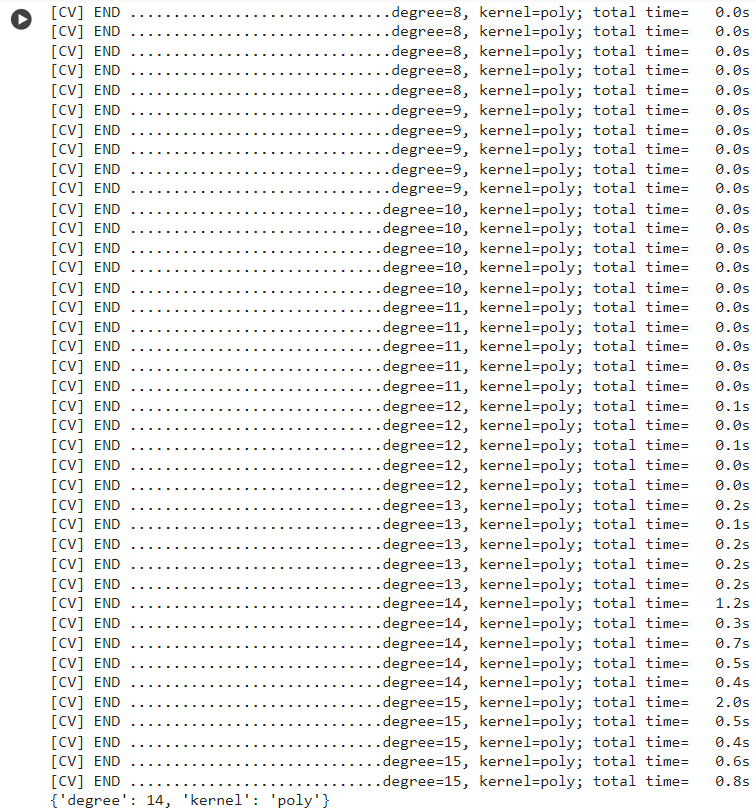 [CV] END ..............................degree=8, kernel=poly; total time=   0.0s
[CV] END ..............................degree=8, kernel=poly; total time=   0.0s
[CV] END ..............................degree=8, kernel=poly; total time=   0.0s
[CV] END ..............................degree=8, kernel=poly; total time=   0.0s
[CV] END ..............................degree=8, kernel=poly; total time=   0.0s
[CV] END ..............................degree=9, kernel=poly; total time=   0.0s
[CV] END ..............................degree=9, kernel=poly; total time=   0.0s
[CV] END ..............................degree=9, kernel=poly; total time=   0.0s
[CV] END ..............................degree=9, kernel=poly; total time=   0.0s
[CV] END ..............................degree=9, kernel=poly; total time=   0.0s
[CV] END .............................degree=10, kernel=poly; total time=   0.0s
[CV] END .............................degree=10, kernel=poly; total time=   0.0s
[CV] END .............................degree=10, kernel=poly; total time=   0.0s
[CV] END .............................degree=10, kernel=poly; total time=   0.0s
[CV] END .............................degree=10, kernel=poly; total time=   0.0s
[CV] END .............................degree=11, kernel=poly; total time=   0.0s
[CV] END .............................degree=11, kernel=poly; total time=   0.0s
[CV] END .............................degree=11, kernel=poly; total time=   0.0s
[CV] END .............................degree=11, kernel=poly; total time=   0.0s
[CV] END .............................degree=11, kernel=poly; total time=   0.0s
[CV] END .............................degree=12, kernel=poly; total time=   0.1s
[CV] END .............................degree=12, kernel=poly; total time=   0.0s
[CV] END .............................degree=12, kernel=poly; total time=   0.1s
[CV] END .............................degree=12, kernel=poly; total time=   0.0s
[CV] END .............................degree=12, kernel=poly; total time=   0.0s
[CV] END .............................degree=13, kernel=poly; total time=   0.2s
[CV] END .............................degree=13, kernel=poly; total time=   0.1s
[CV] END .............................degree=13, kernel=poly; total time=   0.2s
[CV] END .............................degree=13, kernel=poly; total time=   0.2s
[CV] END .............................degree=13, kernel=poly; total time=   0.2s
[CV] END .............................degree=14, kernel=poly; total time=   1.2s
[CV] END .............................degree=14, kernel=poly; total time=   0.3s
[CV] END .............................degree=14, kernel=poly; total time=   0.7s
[CV] END .............................degree=14, kernel=poly; total time=   0.5s
[CV] END .............................degree=14, kernel=poly; total time=   0.4s
[CV] END .............................degree=15, kernel=poly; total time=   2.0s
[CV] END .............................degree=15, kernel=poly; total time=   0.5s
[CV] END .............................degree=15, kernel=poly; total time=   0.4s
[CV] END .............................degree=15, kernel=poly; total time=   0.6s
[CV] END .............................degree=15, kernel=poly; total time=   0.8s
{'degree': 14, 'kernel': 'poly'}